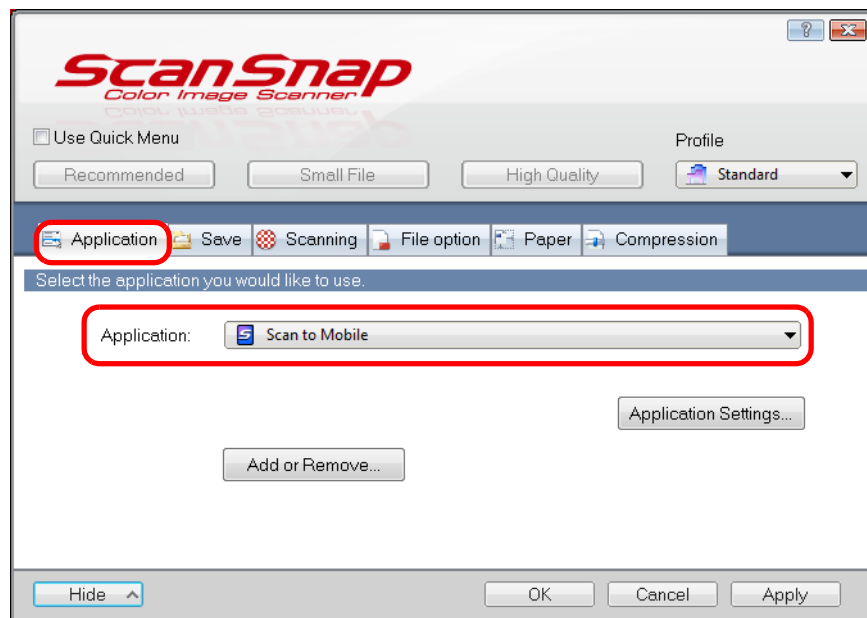 ScanSnap
Color Image Scanner
Use Quick Menu
Profile
Recommended Small File High Quality Standard
Application Save Scanning File option Paper Compression
Select the application you would like to use.
Application: Scan to Mobile
Application Settings...
Add or Remove...
Hide OK Cancel Apply